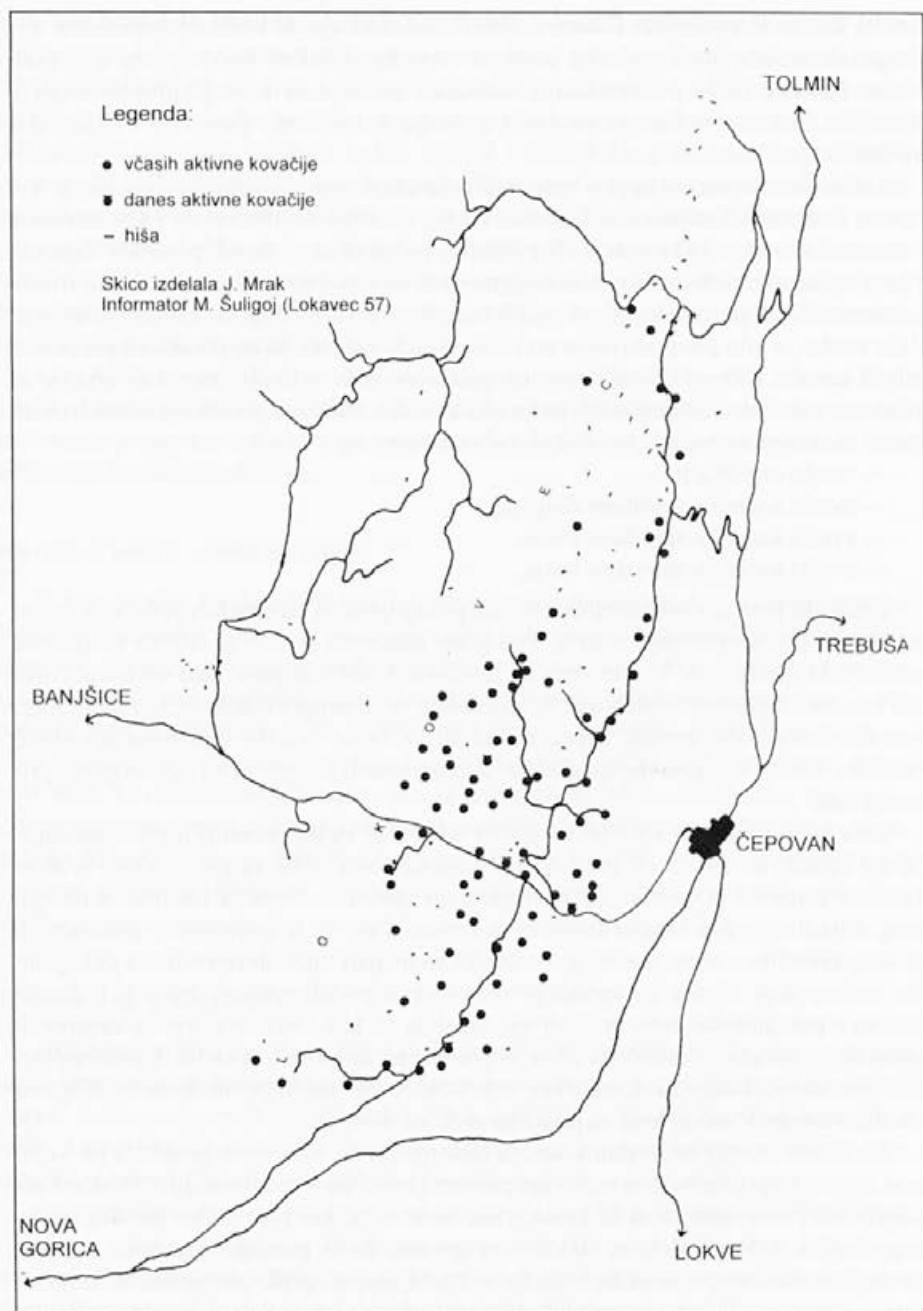 TOLMIN
Legenda:
včasih aktivne kovačije
danes aktivne kovačije
hiša
Skico izdelala J. Mrak
Informator M. Šuligoj (Lokavec 57)
TREBUŠA
BANJŠICE
ČEPOVAN
NOVA
GORICA
LOKVE